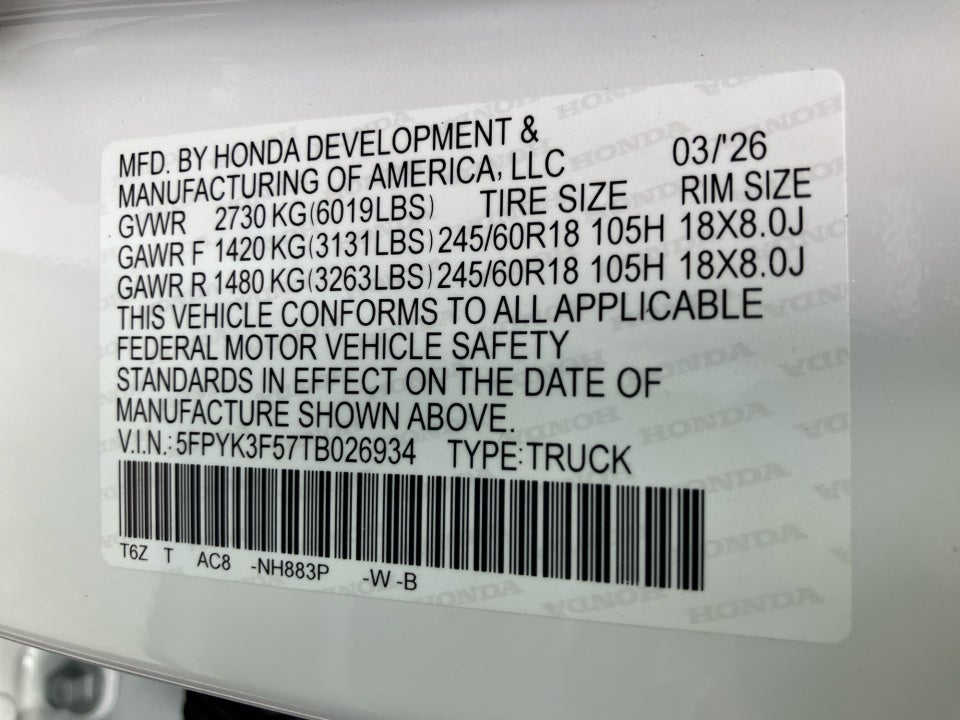 MFD. BY HONDA DEVELOPMENT &
MANUFACTURING OF AMERICA, LLC 03/'26
GVWR 2730 KG(6019LBS) TIRE SIZE RIM SIZE
GAWR F 1420 KG(3131LBS) 245/60R18 105H 18X8.0J
GAWR R 1480 KG(3263LBS) 245/60R18 105H 18X8.0J
THIS VEHICLE CONFORMS TO ALL APPLICABLE
FEDERAL MOTOR VEHICLE SAFETY
STANDARDS IN EFFECT ON THE DATE OF
MANUFACTURE SHOWN ABOVE.
V.I.N.: 5FPYK3F57TB026934 TYPE: TRUCK
T6Z T AC8 -NH883P -W -B